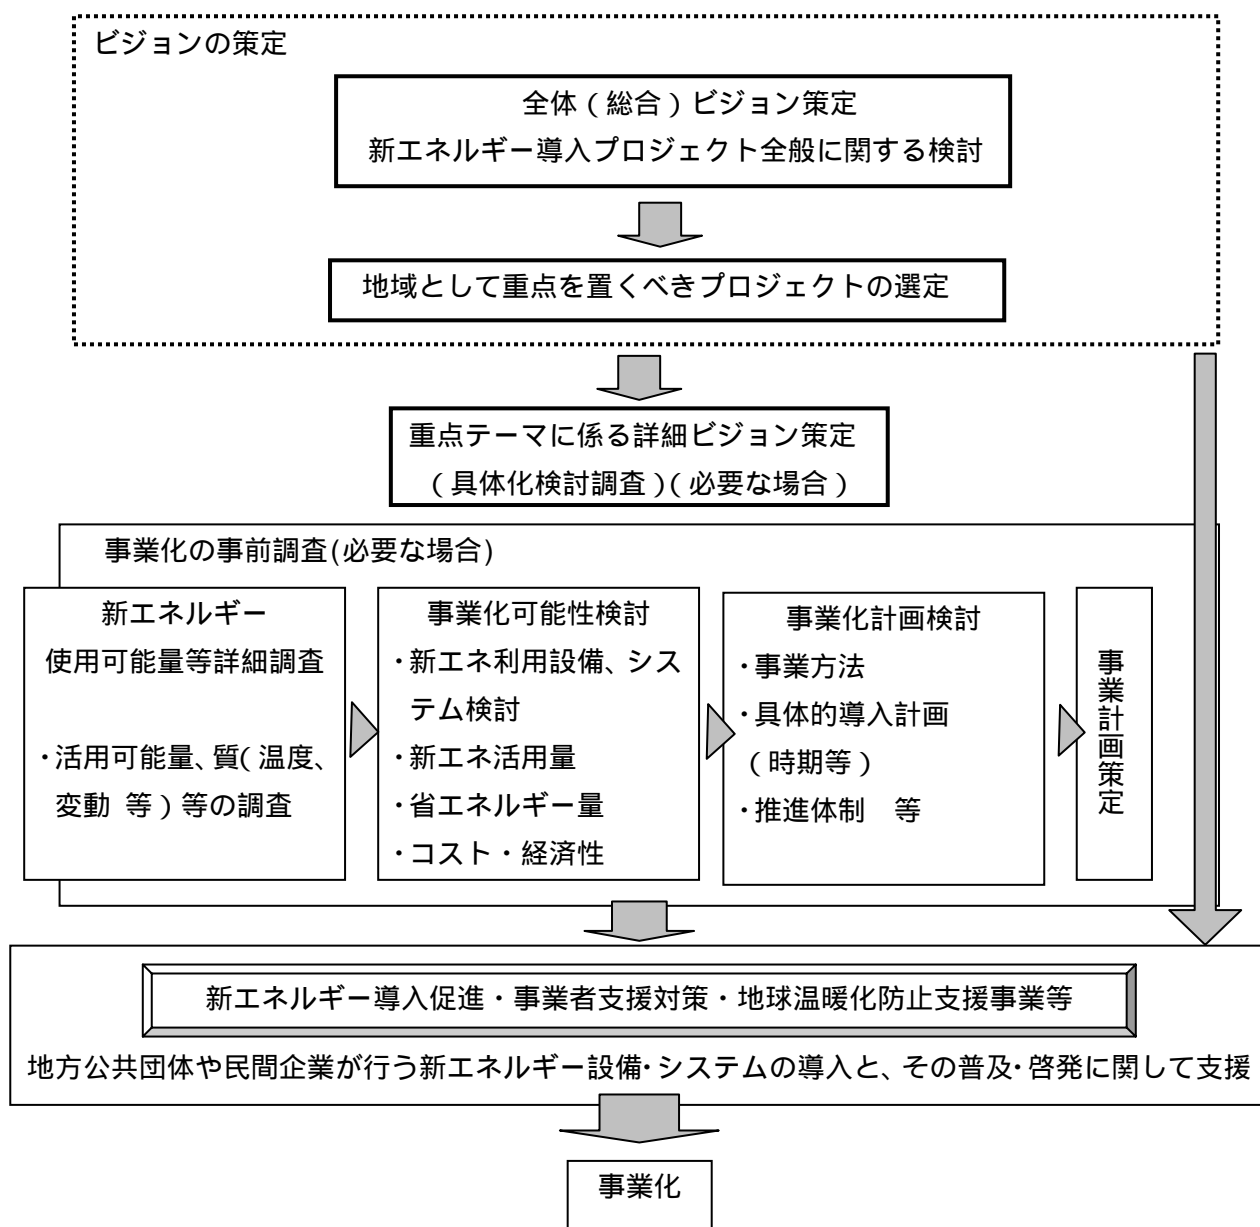 ビジョンの策定
全体(総合)ビジョン策定
新エネルギー導入プロジェクト全般に関する検討
地域として重点を置くべきプロジェクトの選定
重点テーマに係る詳細ビジョン策定
(具体化検討調査)(必要な場合)
事業化の事前調査(必要な場合)
新エネルギー
使用可能量等詳細調査
・活用可能量、質(温度、
変動 等)等の調査
事業化可能性検討
・新エネ利用設備、シス
テム検討
・新エネ活用量
・省エネルギー量
・コスト・経済性
事業化計画検討
・事業方法
・具体的導入計画
(時期等)
・推進体制 等
事業計画策定
新エネルギー導入促進・事業者支援対策・地球温暖化防止支援事業等
地方公共団体や民間企業が行う新エネルギー設備・システムの導入と、その普及・啓発に関して支援
事業化